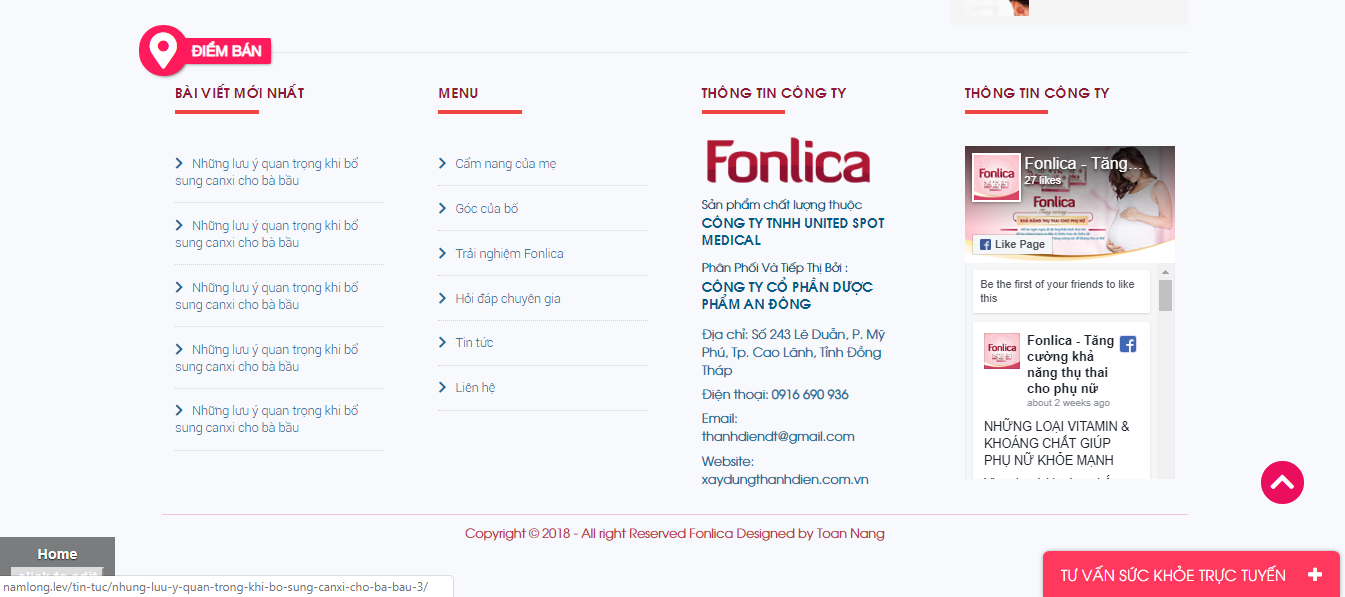 ĐIỂM BÁN
BÀI VIẾT MỚI NHẤT
Những lưu ý quan trọng khi bổ
sung canxi cho bà bầu
Những lưu ý quan trọng khi bổ
sung canxi cho bà bầu
Những lưu ý quan trọng khi bổ
sung canxi cho bà bầu
Những lưu ý quan trọng khi bổ
sung canxi cho bà bầu
Những lưu ý quan trọng khi bổ
sung canxi cho bà bầu
MENU
Cẩm nang của mẹ
Góc của bố
Trải nghiệm Fonlica
Hỏi đáp chuyên gia
Tin tức
Liên hệ
THÔNG TIN CÔNG TY
Fonlica
Sản phẩm chất lượng thuộc
CÔNG TY TNHH UNITED SPOT
MEDICAL
Phân Phối Và Tiếp Thị Bởi :
CÔNG TY CỔ PHẦN DƯỢC
PHẨM AN ĐÔNG
Địa chỉ: Số 243 Lê Duẩn, P. Mỹ
Phú, Tp. Cao Lãnh, Tỉnh Đồng
Tháp
Điện thoại: 0916 690 936
Email:
thanhdiendt@gmail.com
Website:
xaydungthanhdien.com.vn
THÔNG TIN CÔNG TY
Fonlica
Fonlica - Tăng...
27 likes
Fonlica
Like Page
Be the first of your friends to like
this
Fonlica
Fonlica - Tăng
cường khả
năng thụ thai
cho phụ nữ
about 2 weeks ago
NHỮNG LOẠI VITAMIN &
KHOÁNG CHẤT GIÚP
PHỤ NỮ KHỎE MẠNH
Copyright © 2018 - All right Reserved Fonlica Designed by Toan Nang
Home
namlong.lev/tin-tuc/nhung-luu-y-quan-trong-khi-bo-sung-canxi-cho-ba-bau-3/
TƯ VẤN SỨC KHỎE TRỰC TUYẾN